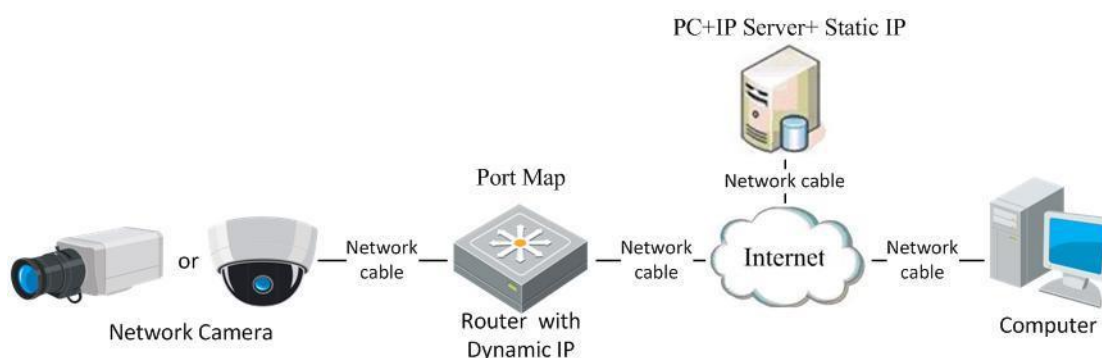 PC+IP Server+ Static IP
Network cable
Port Map
or
Network
cable
Network
cable
Internet
Network
cable
Network Camera
Router with
Dynamic IP
Computer